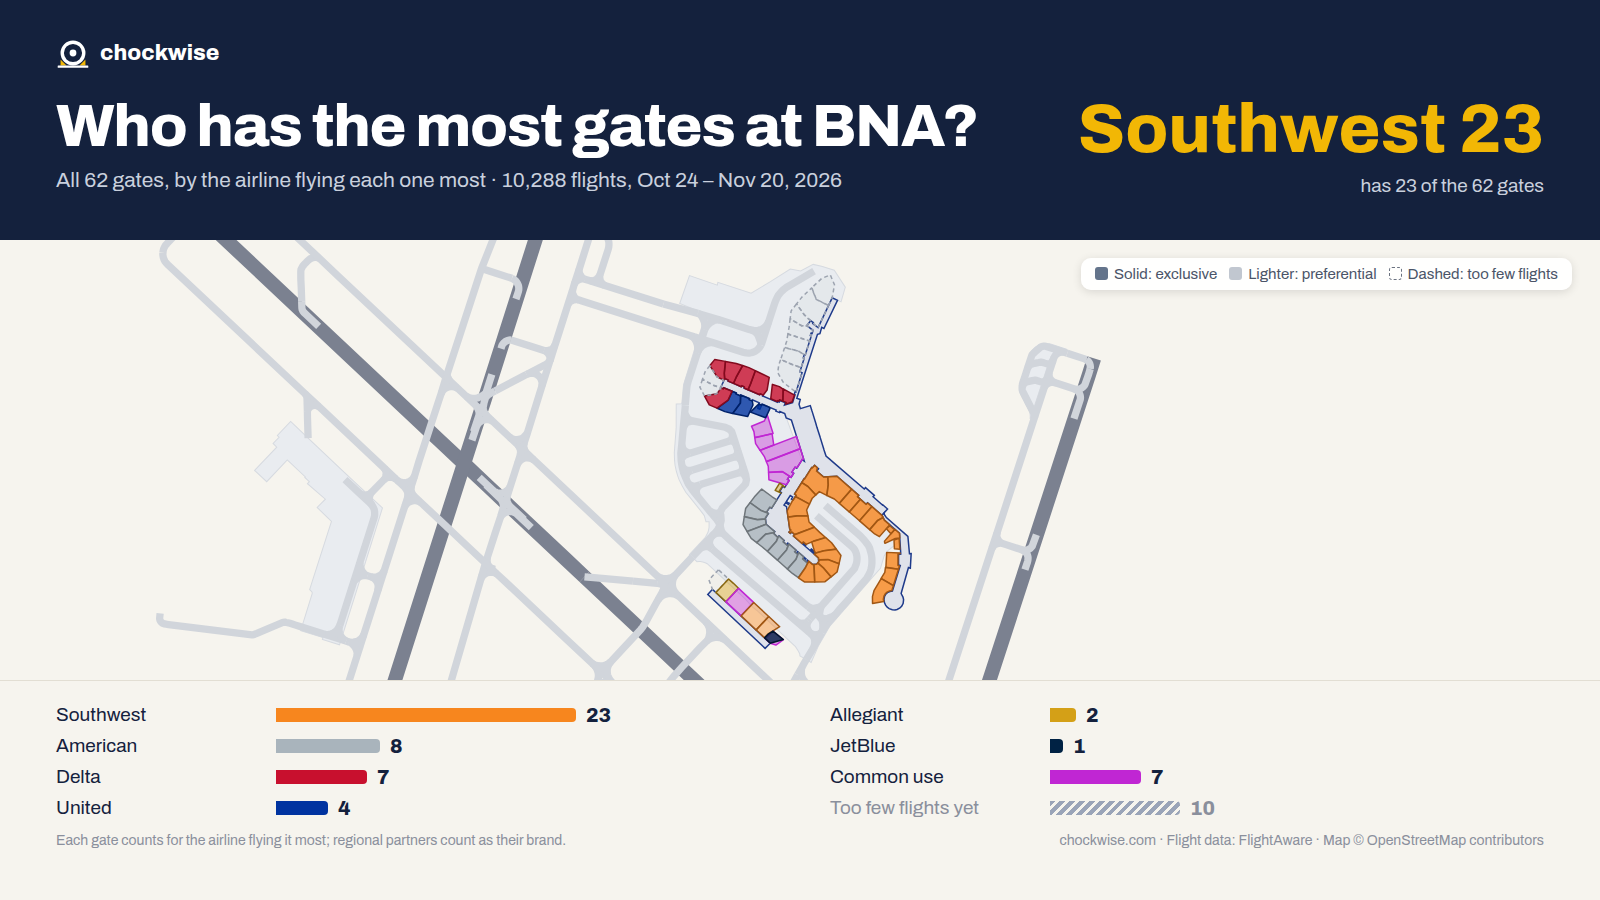 chockwise
Who has the most gates at BNA?
All 62 gates, by the airline flying each one most · 10,288 flights, Oct 24 – Nov 20, 2026
Southwest 23
has 23 of the 62 gates
Solid: exclusive
Lighter: preferential
Dashed: too few flights
Southwest 23
American 8
Delta 7
United 4
Allegiant 2
JetBlue 1
Common use 7
Too few flights yet 10
Each gate counts for the airline flying it most; regional partners count as their brand.
chockwise.com · Flight data: FlightAware · Map © OpenStreetMap contributors